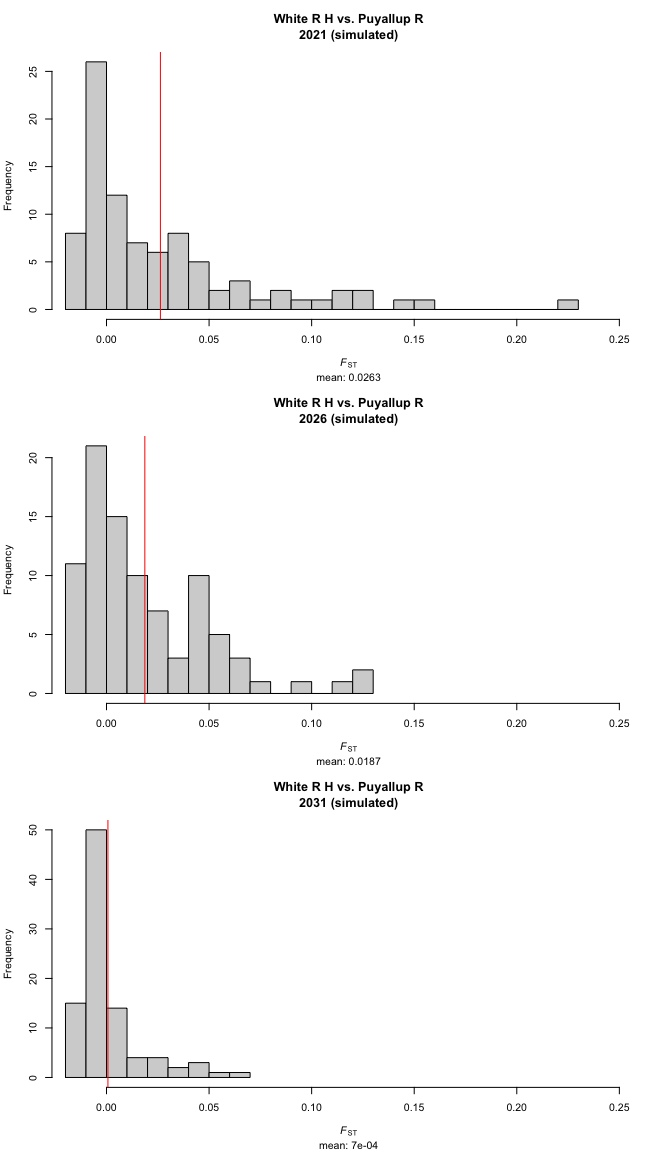 White R H vs. Puyallup R
2021 (simulated)
25
20
15
10
5
0
Frequency
0.00 0.05 0.10 0.15 0.20 0.25
FST
mean: 0.0263
White R H vs. Puyallup R
2026 (simulated)
20
15
10
5
0
Frequency
0.00 0.05 0.10 0.15 0.20 0.25
FST
mean: 0.0187
White R H vs. Puyallup R
2031 (simulated)
50
40
30
20
10
0
Frequency
0.00 0.05 0.10 0.15 0.20 0.25
FST
mean: 7e-04